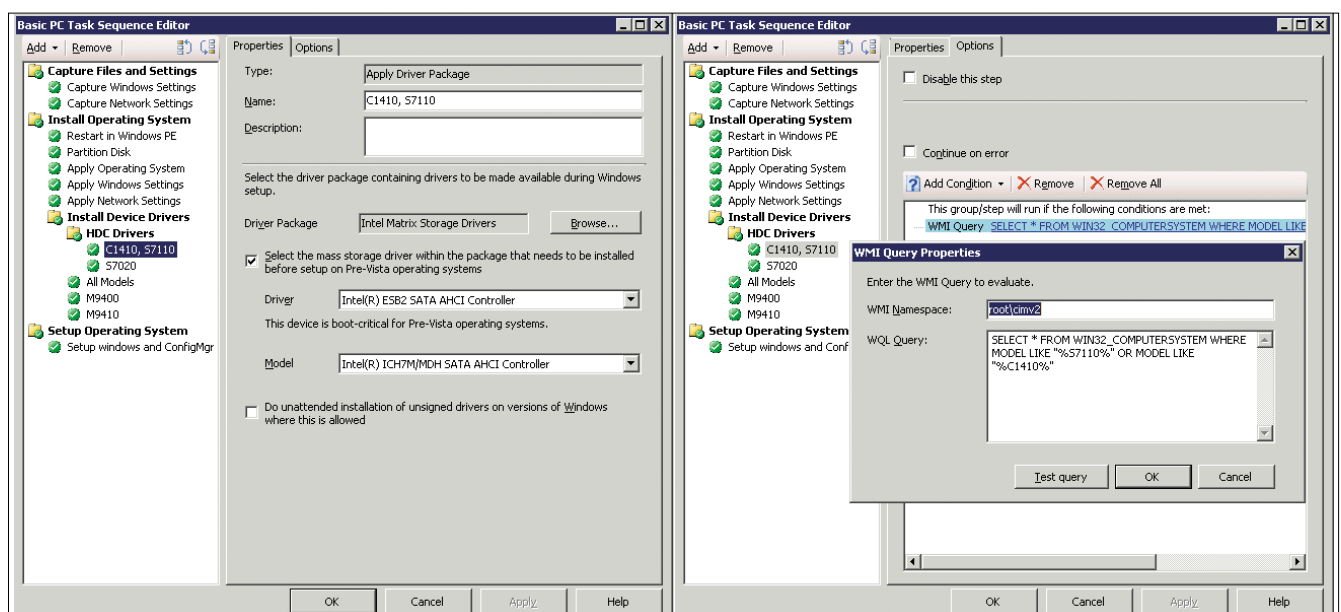 Basic PC Task Sequence Editor
Add Remove
Capture Files and Settings
Capture Windows Settings
Capture Network Settings
Install Operating System
Restart in Windows PE
Partition Disk
Apply Operating System
Apply Windows Settings
Apply Network Settings
Install Device Drivers
HDC Drivers
C1410, S7110
S7020
All Models
M9400
M9410
Setup Operating System
Setup windows and ConfigMgr
Properties Options
Type: Apply Driver Package
Name: C1410, S7110
Description:
Select the driver package containing drivers to be made available during Windows
setup.
Driver Package Intel Matrix Storage Drivers Browse...
Select the mass storage driver within the package that needs to be installed
before setup on Pre-Vista operating systems
Driver Intel(R) ESB2 SATA AHCI Controller
This device is boot-critical for Pre-Vista operating systems.
Model Intel(R) ICH7M/MDH SATA AHCI Controller
Do unattended installation of unsigned drivers on versions of Windows
where this is allowed
OK Cancel Apply Help
Basic PC Task Sequence Editor
Add Remove
Capture Files and Settings
Capture Windows Settings
Capture Network Settings
Install Operating System
Restart in Windows PE
Partition Disk
Apply Operating System
Apply Windows Settings
Apply Network Settings
Install Device Drivers
HDC Drivers
C1410, S7110
S7020
All Models
M9400
M9410
Setup Operating System
Setup windows and Conf
Properties Options
Disable this step
Continue on error
Add Condition Remove Remove All
This group/step will run if the following conditions are met:
WMI Query SELECT * FROM WIN32_COMPUTERSYSTEM WHERE MODEL LIKE
WMI Query Properties
Enter the WMI Query to evaluate.
WMI Namespace: root\cimv2
WQL Query: SELECT * FROM WIN32_COMPUTERSYSTEM WHERE
MODEL LIKE "%S7110%" OR MODEL LIKE
"%C1410%"
Test query OK Cancel
OK Cancel Apply Help